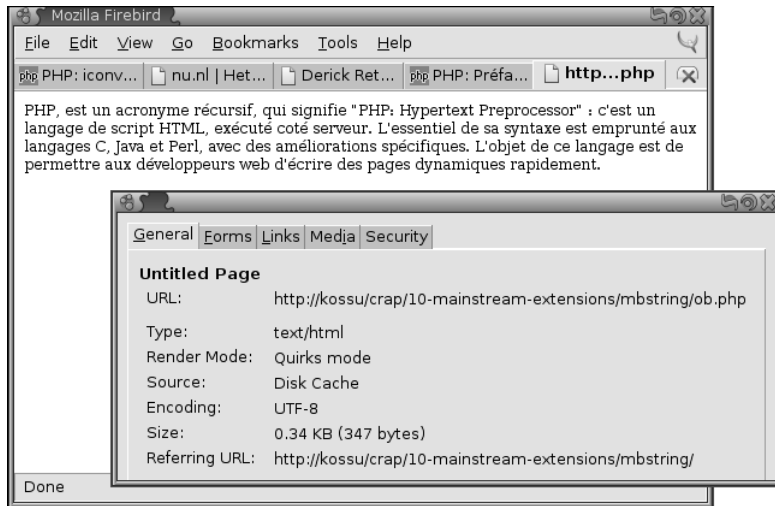 Mozilla Firebird
File Edit View Go Bookmarks Tools Help
php PHP: iconv... nu.nl | Het... Derick Ret... php PHP: Préfa... http...php
PHP, est un acronyme récursif, qui signifie "PHP: Hypertext Preprocessor" : c'est un
langage de script HTML, exécuté coté serveur. L'essentiel de sa syntaxe est emprunté aux
langages C, Java et Perl, avec des améliorations spécifiques. L'objet de ce langage est de
permettre aux développeurs web d'écrire des pages dynamiques rapidement.
General Forms Links Media Security
Untitled Page
URL: http://kossu/crap/10-mainstream-extensions/mbstring/ob.php
Type: text/html
Render Mode: Quirks mode
Source: Disk Cache
Encoding: UTF-8
Size: 0.34 KB (347 bytes)
Referring URL: http://kossu/crap/10-mainstream-extensions/mbstring/
Done